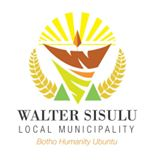 WALTER SISULU
LOCAL MUNICIPALITY
Botho Humanity Ubuntu